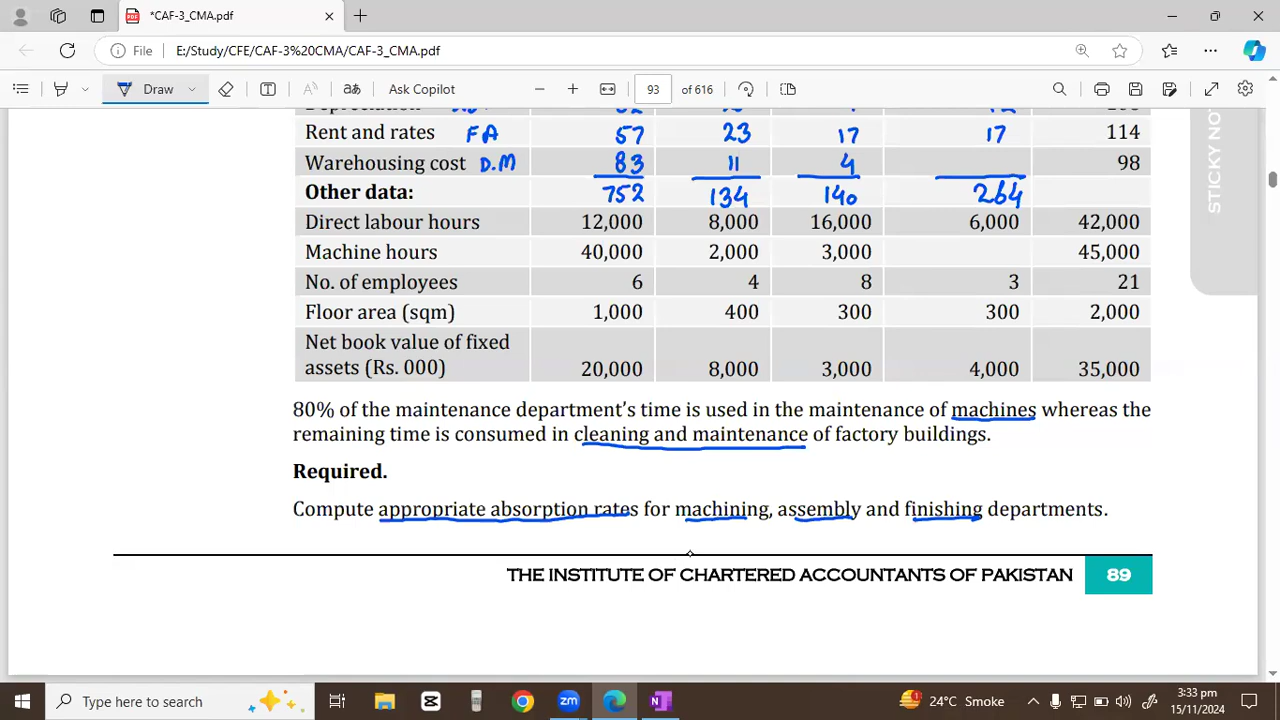 *CAF-3_CMA.pdf
File E:/Study/CFE/CAF-3%20CMA/CAF-3_CMA.pdf
Draw Ask Copilot 93 of 616
Rent and rates FA 57 23 17 17 114
Warehousing cost D.M 83 11 4 98
Other data: 752 134 140 264
Direct labour hours 12,000 8,000 16,000 6,000 42,000
Machine hours 40,000 2,000 3,000 45,000
No. of employees 6 4 8 3 21
Floor area (sqm) 1,000 400 300 300 2,000
Net book value of fixed
assets (Rs. 000) 20,000 8,000 3,000 4,000 35,000
80% of the maintenance department's time is used in the maintenance of machines whereas the
remaining time is consumed in cleaning and maintenance of factory buildings.
Required.
Compute appropriate absorption rates for machining, assembly and finishing departments.
THE INSTITUTE OF CHARTERED ACCOUNTANTS OF PAKISTAN 89
STICKY NO
Type here to search
zm
24°C Smoke
3:33 pm
15/11/2024